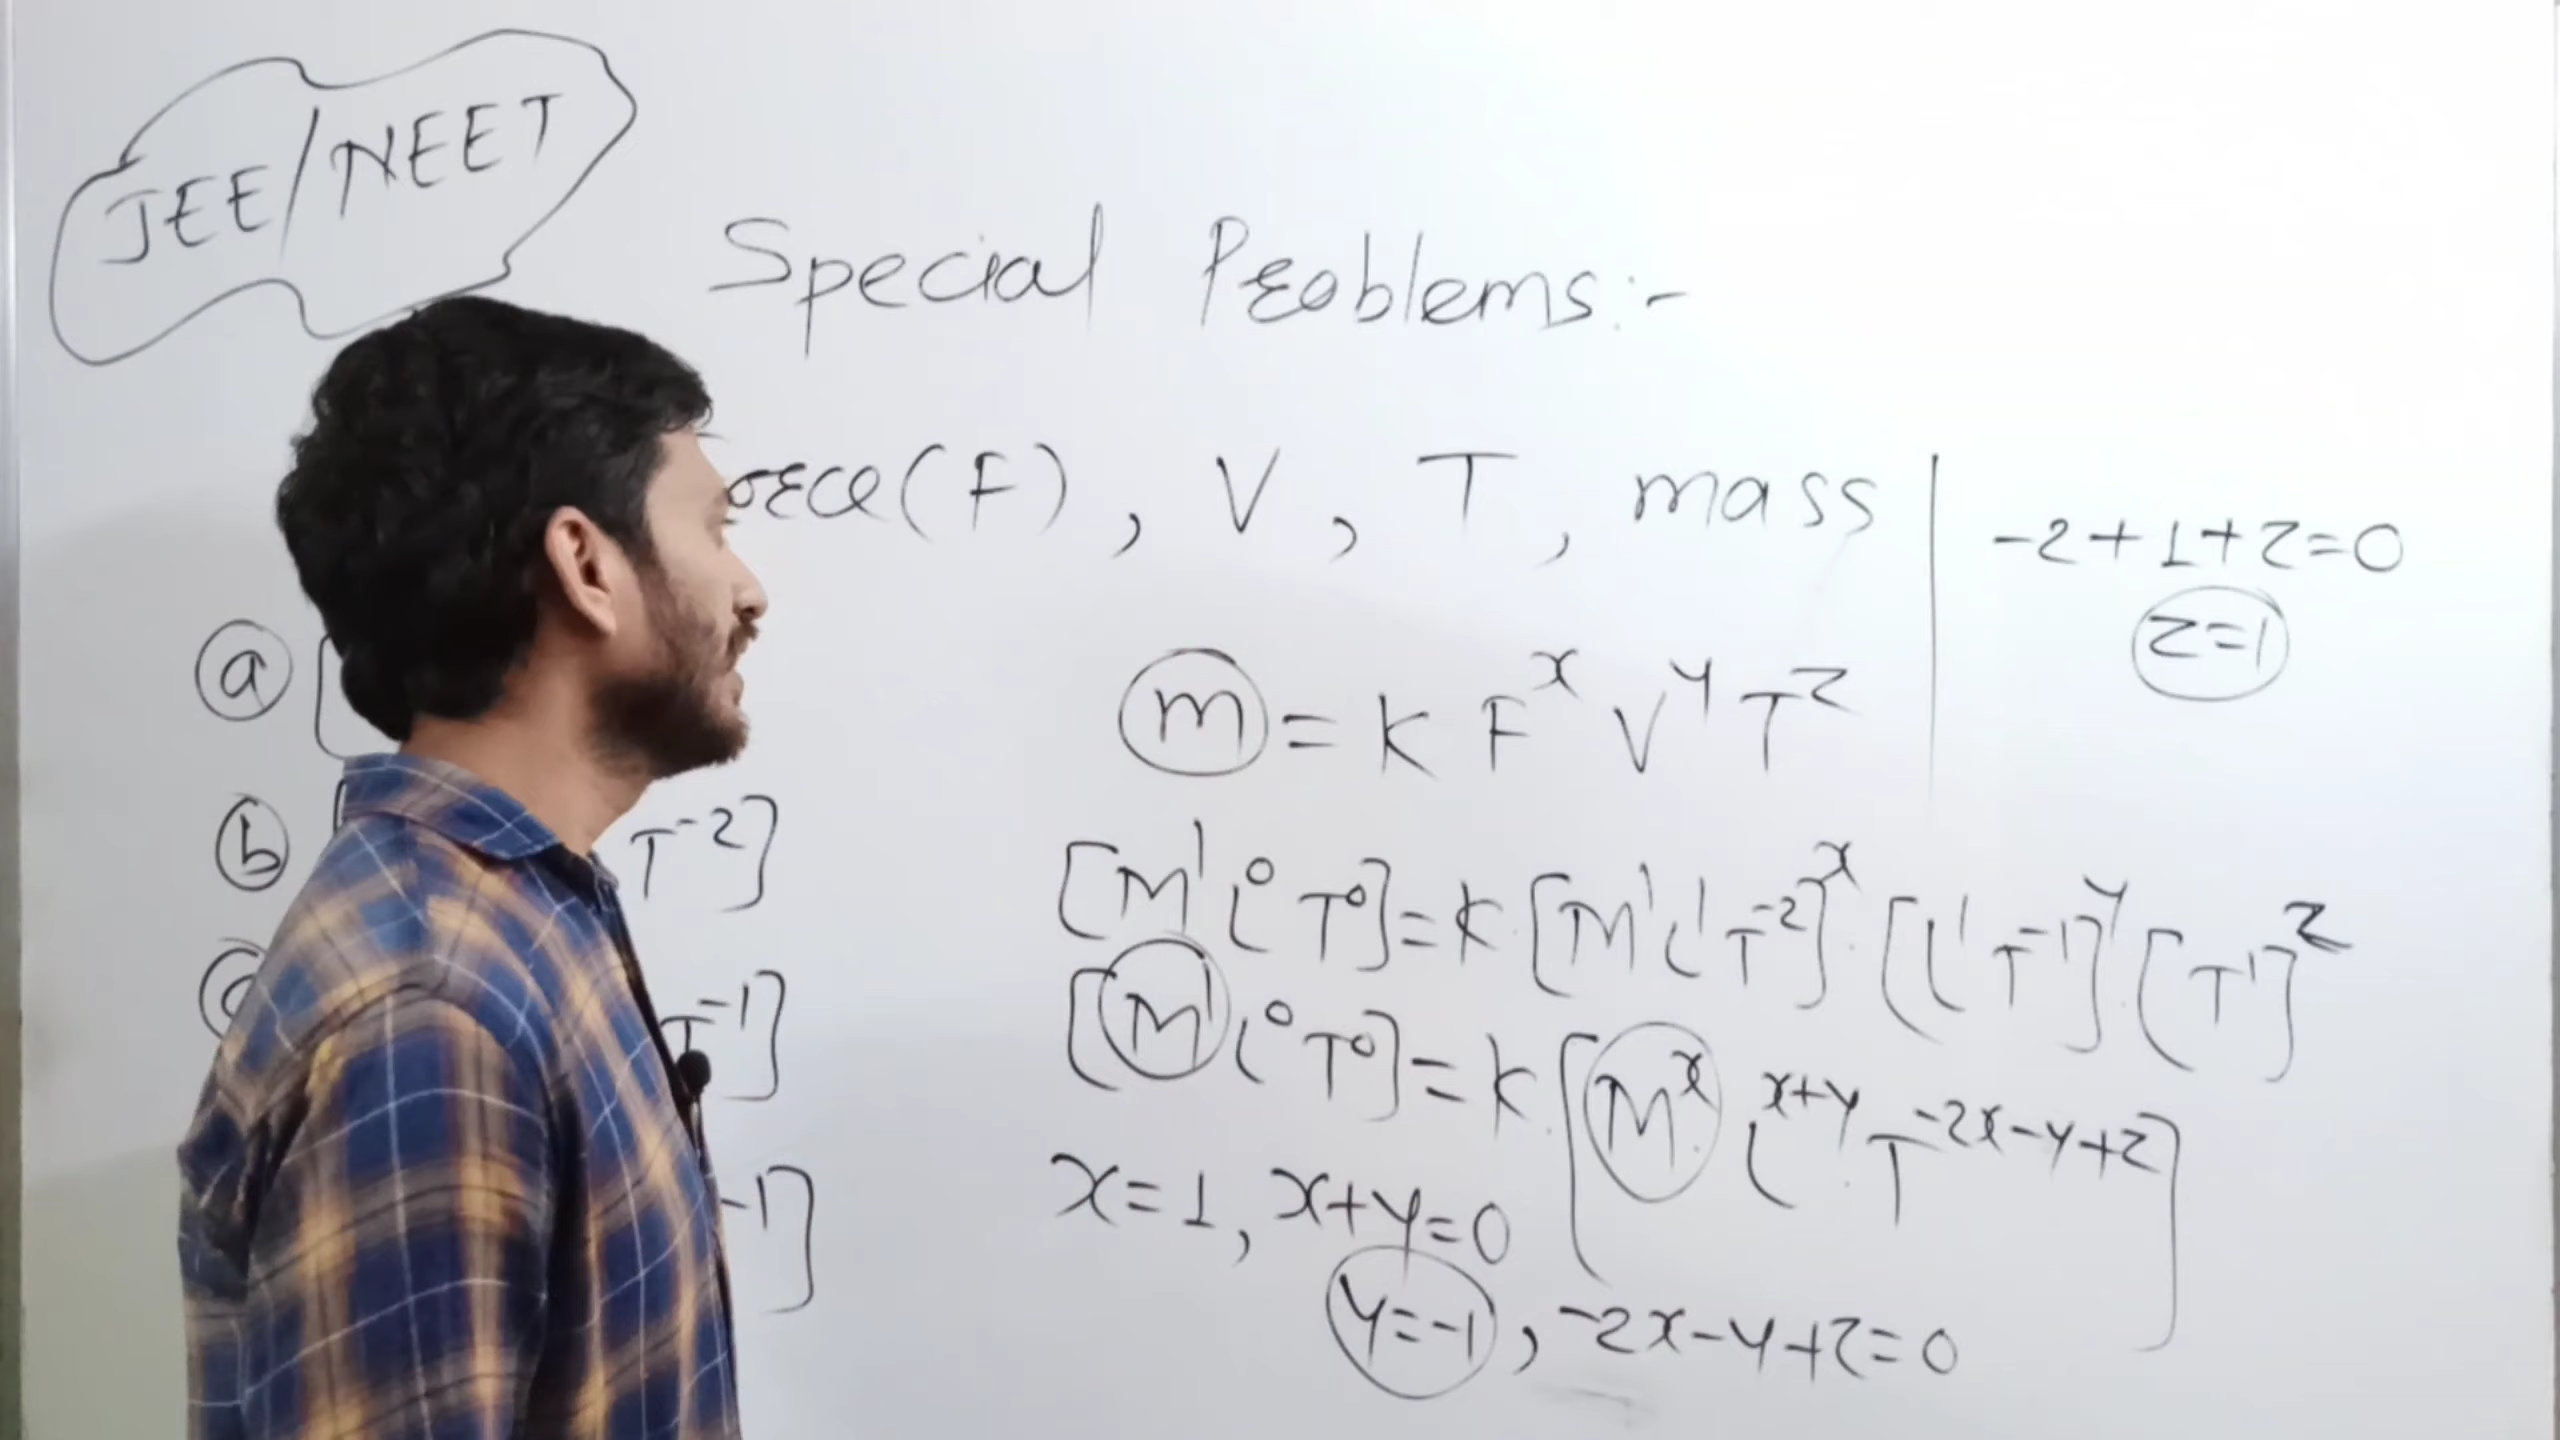 JEE/NEET
Special Problems:-
orce(F), V, T, mass
-2+1+z=0
z=1
m = K F^x V^y T^z
a [
b [ T^-2]
[M^1 L^0 T^0] = K [M^1 L^1 T^-2]^x [L^1 T^-1]^y [T^1]^z
T^-1]
[M^1 L^0 T^0] = K [M^x L^x+y T^-2x-y+z]
-1]
x=1, x+y=0
y=-1, -2x-y+z=0